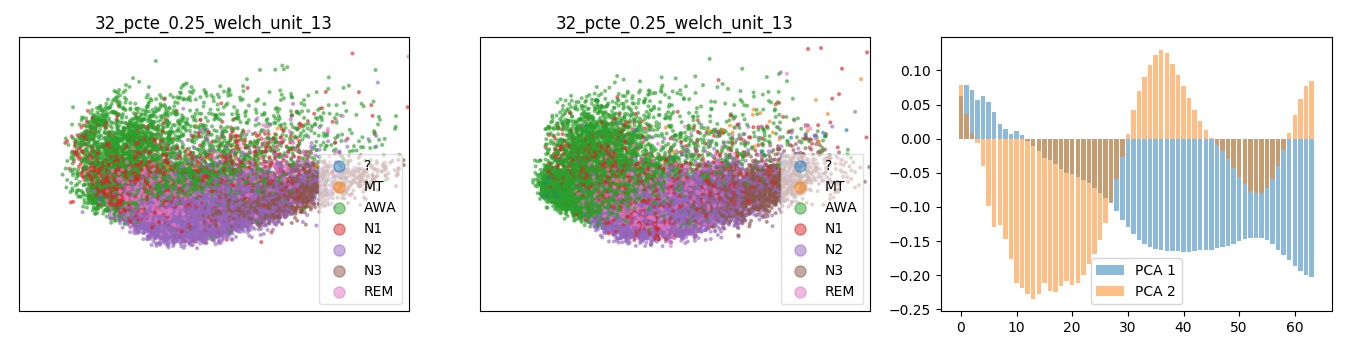 32_pcte_0.25_welch_unit_13
?
MT
AWA
N1
N2
N3
REM
32_pcte_0.25_welch_unit_13
?
MT
AWA
N1
N2
N3
REM
0.10
0.05
0.00
−0.05
−0.10
−0.15
−0.20
−0.25
PCA 1
PCA 2
0 10 20 30 40 50 60